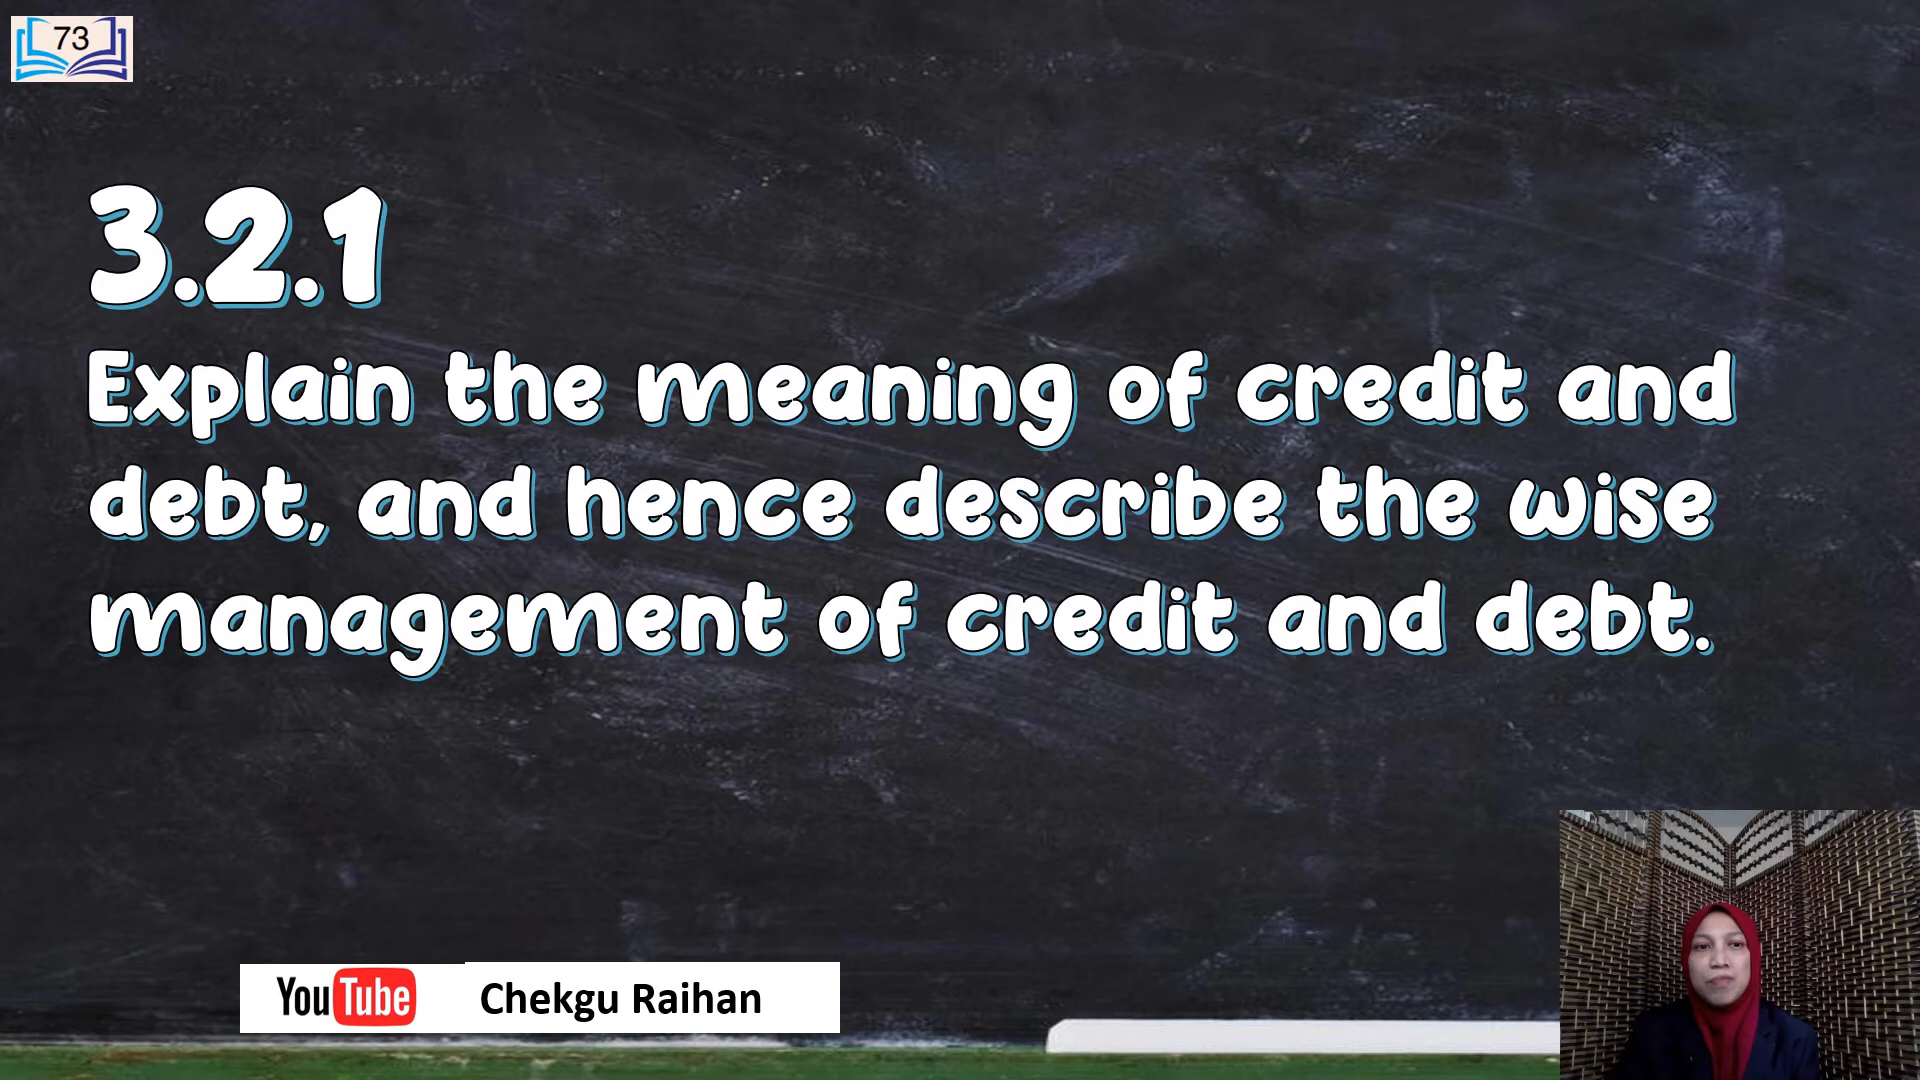 73
3.2.1
Explain the meaning of credit and
debt, and hence describe the wise
management of credit and debt.
YouTube Chekgu Raihan